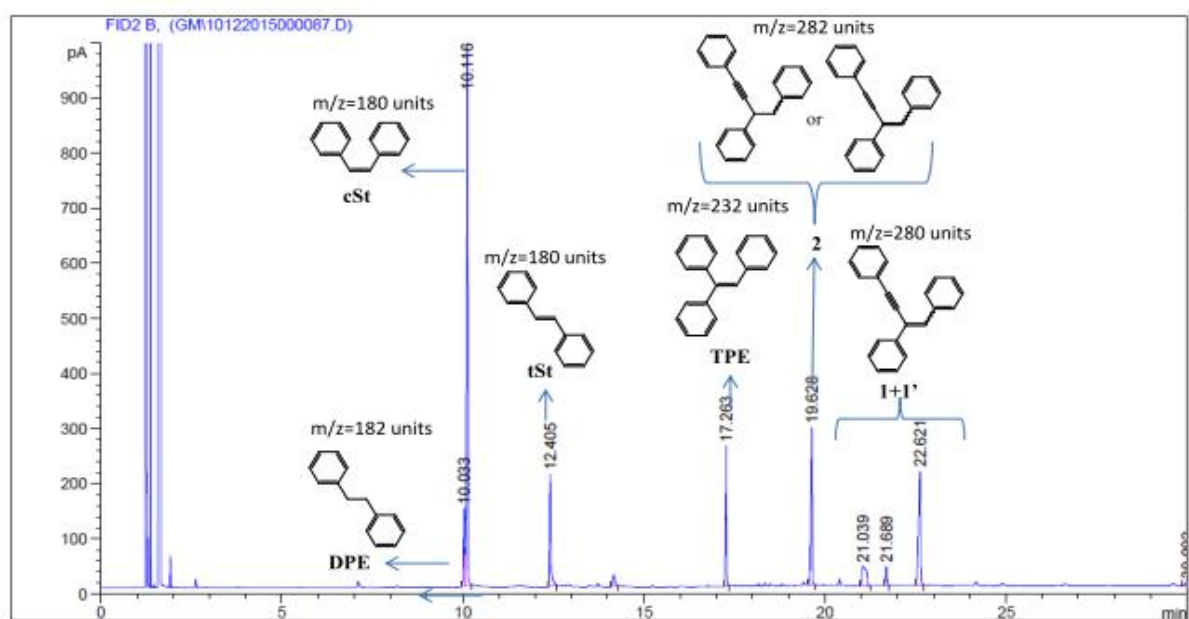 FID2 B, (GM\10122015000087.D)
pA
900
800
700
600
500
400
300
200
100
0
0
5
10
15
20
25
min
m/z=180 units
cSt
10.116
m/z=182 units
DPE
10.033
m/z=180 units
tSt
12.405
m/z=232 units
TPE
17.263
m/z=282 units
or
2
19.628
m/z=280 units
1+1’
21.039
21.689
22.621